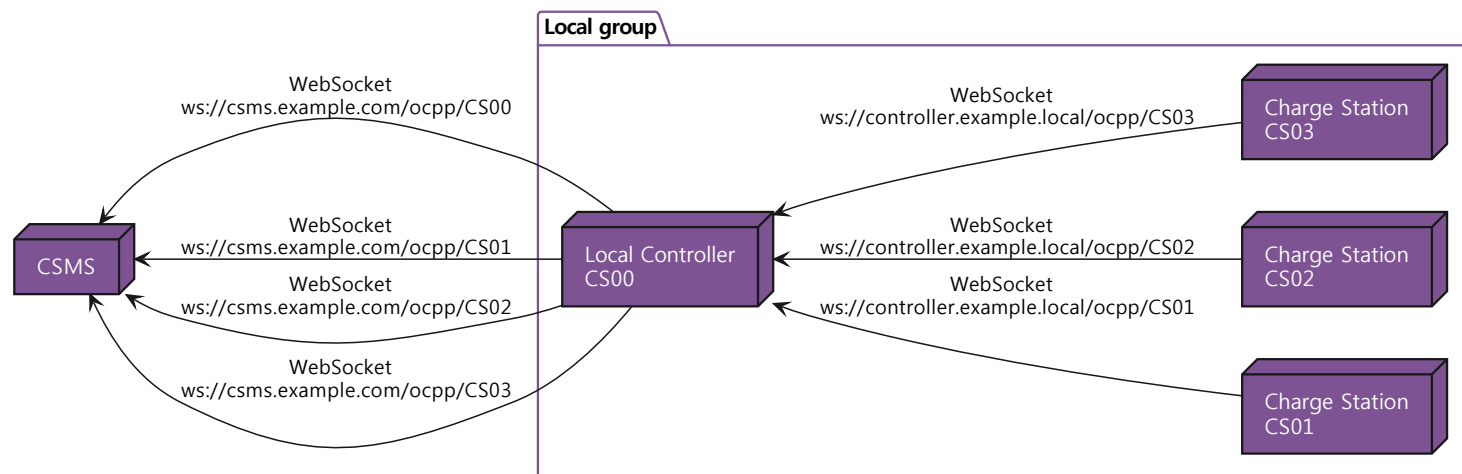 Local group
WebSocket
ws://csms.example.com/ocpp/CS00
WebSocket
ws://controller.example.local/ocpp/CS03
Charge Station
CS03
CSMS
WebSocket
ws://csms.example.com/ocpp/CS01
Local Controller
CS00
WebSocket
ws://controller.example.local/ocpp/CS02
Charge Station
CS02
WebSocket
ws://csms.example.com/ocpp/CS02
WebSocket
ws://controller.example.local/ocpp/CS01
WebSocket
ws://csms.example.com/ocpp/CS03
Charge Station
CS01